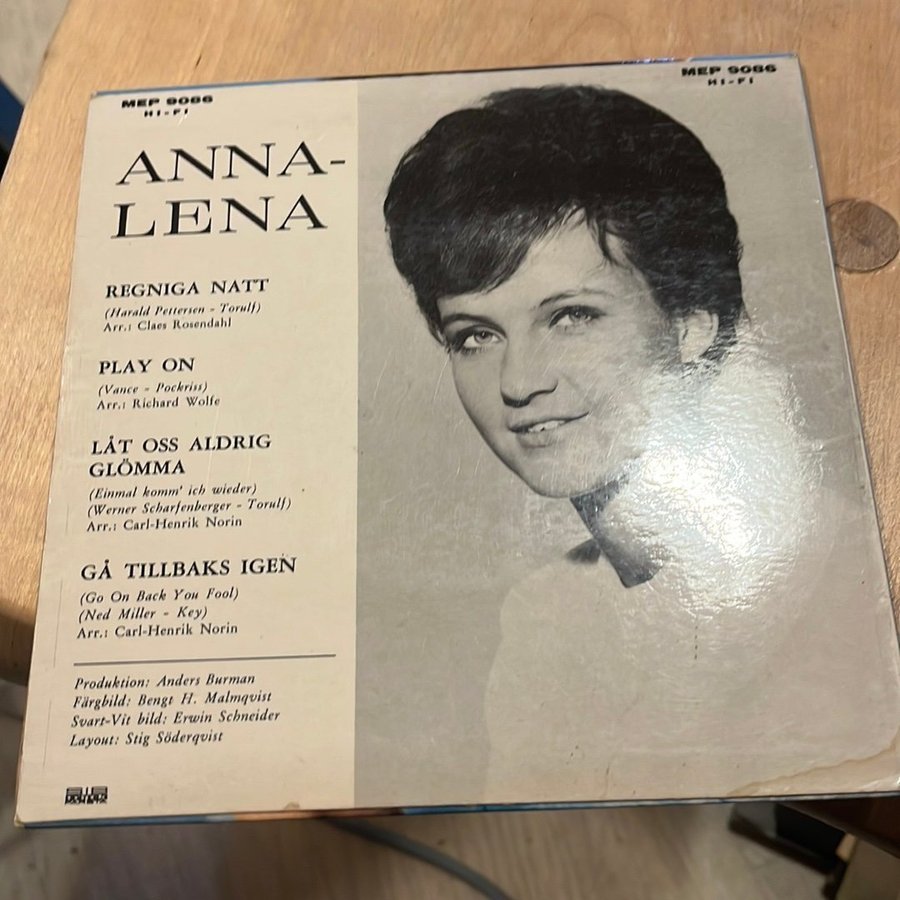 MEP 9086
HI-FI
MEP 9086
HI-FI
ANNA-
LENA
REGNIGA NATT
(Harald Pettersen - Torulf)
Arr.: Claes Rosendahl
PLAY ON
(Vance - Pockriss)
Arr.: Richard Wolfe
LÅT OSS ALDRIG
GLÖMMA
(Einmal komm' ich wieder)
(Werner Scharfenberger - Torulf)
Arr.: Carl-Henrik Norin
GÅ TILLBAKS IGEN
(Go On Back You Fool)
(Ned Miller - Key)
Arr.: Carl-Henrik Norin
Produktion: Anders Burman
Färgbild: Bengt H. Malmqvist
Svart-Vit bild: Erwin Schneider
Layout: Stig Söderqvist